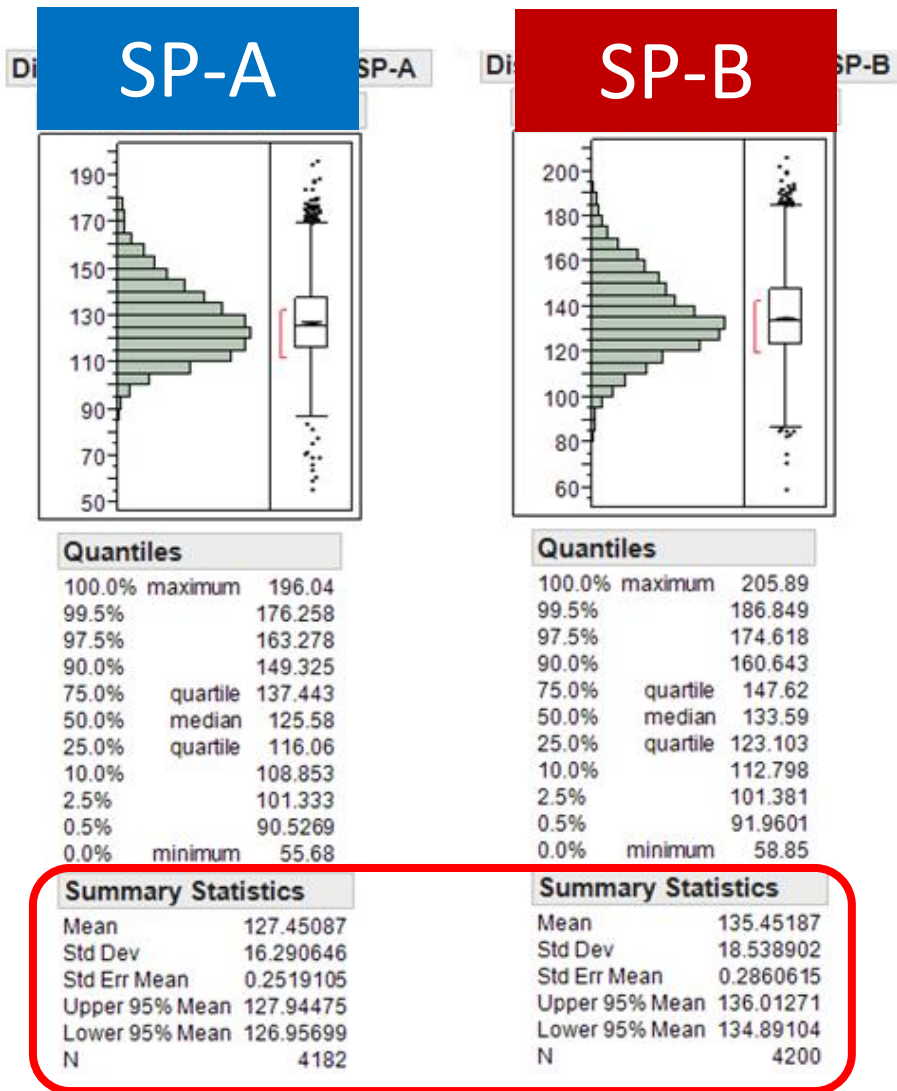 SP-A
Di SP-A
190
170
150
130
110
90
70
50
Quantiles
100.0% maximum 196.04
99.5% 176.258
97.5% 163.278
90.0% 149.325
75.0% quartile 137.443
50.0% median 125.58
25.0% quartile 116.06
10.0% 108.853
2.5% 101.333
0.5% 90.5269
0.0% minimum 55.68
Summary Statistics
Mean 127.45087
Std Dev 16.290646
Std Err Mean 0.2519105
Upper 95% Mean 127.94475
Lower 95% Mean 126.95699
N 4182
SP-B
Dis SP-B
200
180
160
140
120
100
80
60
Quantiles
100.0% maximum 205.89
99.5% 186.849
97.5% 174.618
90.0% 160.643
75.0% quartile 147.62
50.0% median 133.59
25.0% quartile 123.103
10.0% 112.798
2.5% 101.381
0.5% 91.9601
0.0% minimum 58.85
Summary Statistics
Mean 135.45187
Std Dev 18.538902
Std Err Mean 0.2860615
Upper 95% Mean 136.01271
Lower 95% Mean 134.89104
N 4200